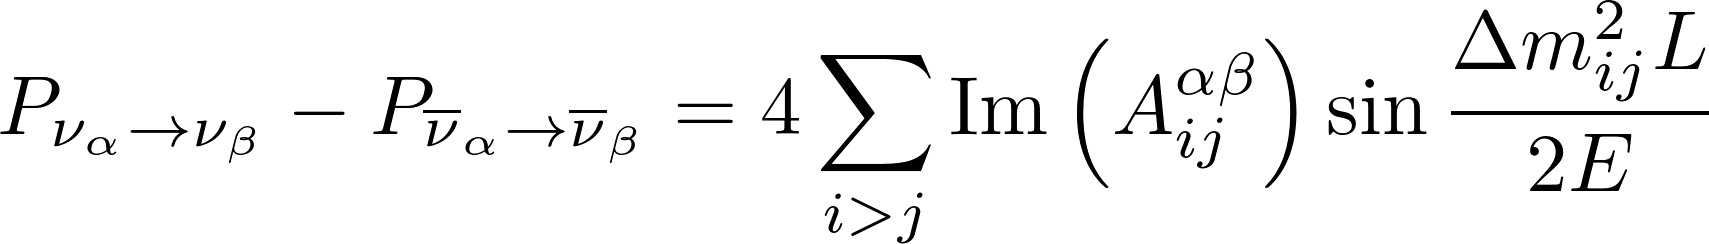 $P_{\nu_\alpha \to \nu_\beta} - P_{\overline{\nu}_\alpha \to \overline{\nu}_\beta} = 4 \sum_{i>j} \mathrm{Im} \left( A_{ij}^{\alpha\beta} \right) \sin \frac{\Delta m_{ij}^2 L}{2E}$